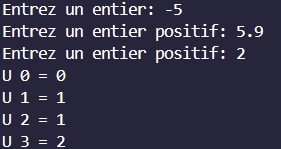 Entrez un entier: -5
Entrez un entier positif: 5.9
Entrez un entier positif: 2
U 0 = 0
U 1 = 1
U 2 = 1
U 3 = 2